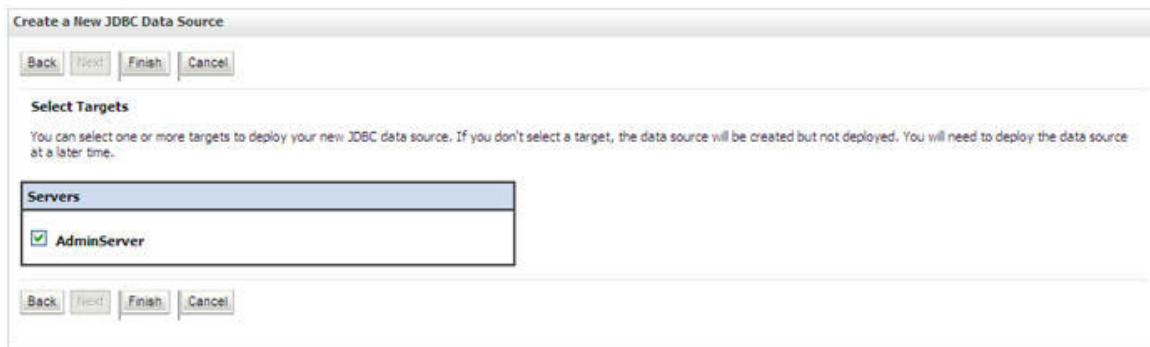 Create a New JDBC Data Source
Back Next Finish Cancel
Select Targets
You can select one or more targets to deploy your new JDBC data source. If you don't select a target, the data source will be created but not deployed. You will need to deploy the data source
at a later time.
Servers
AdminServer
Back Next Finish Cancel